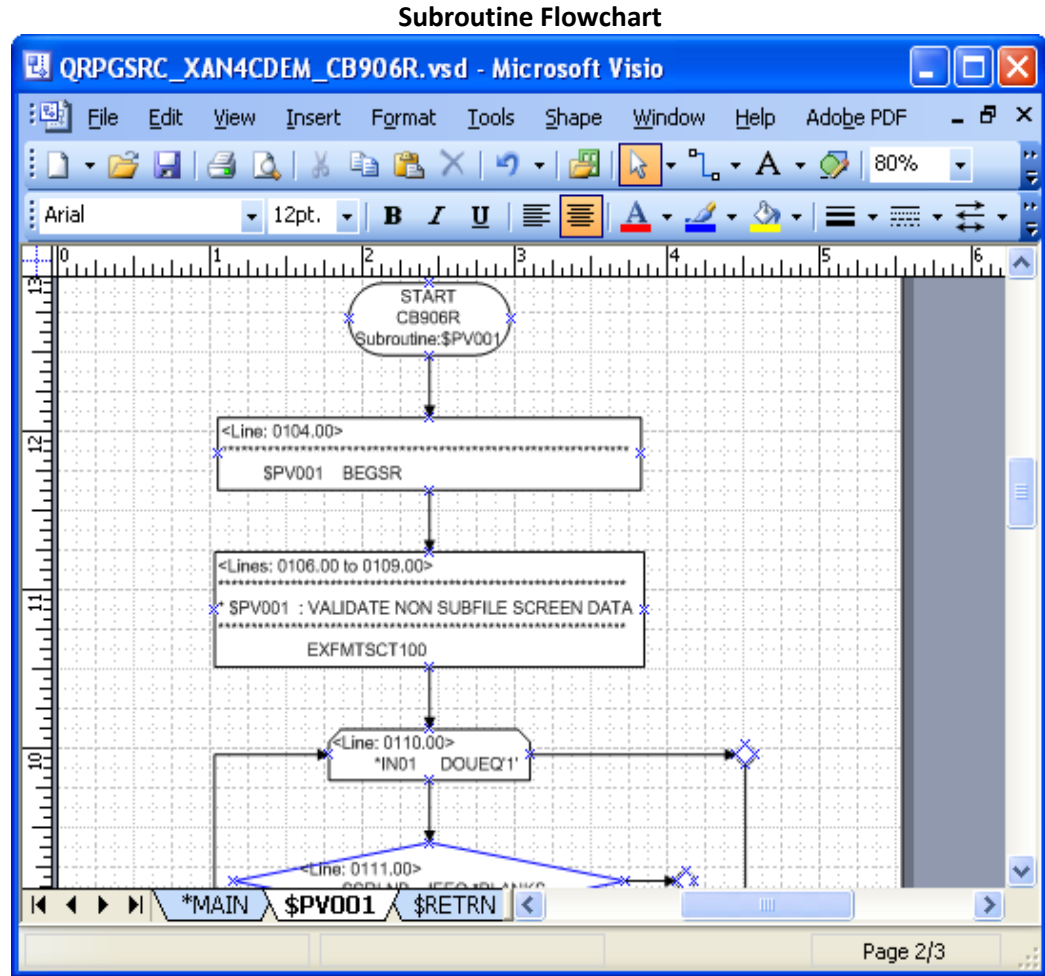 Subroutine Flowchart
QRPGSRC_XAN4CDEM_CB906R.vsd - Microsoft Visio
File Edit View Insert Format Tools Shape Window Help Adobe PDF
80%
Arial 12pt. B I U A
0 1 2 3 4 5 6
13
START
CB906R
Subroutine:$PV001
12
<Line: 0104.00>
$PV001 BEGSR
<Lines: 0106.00 to 0109.00>
11
* $PV001 : VALIDATE NON SUBFILE SCREEN DATA
EXFMTSCT100
10
<Line: 0110.00>
*IN01 DOUEQ'1'
<Line: 0111.00>
*MAIN $PV001 $RETRN
Page 2/3